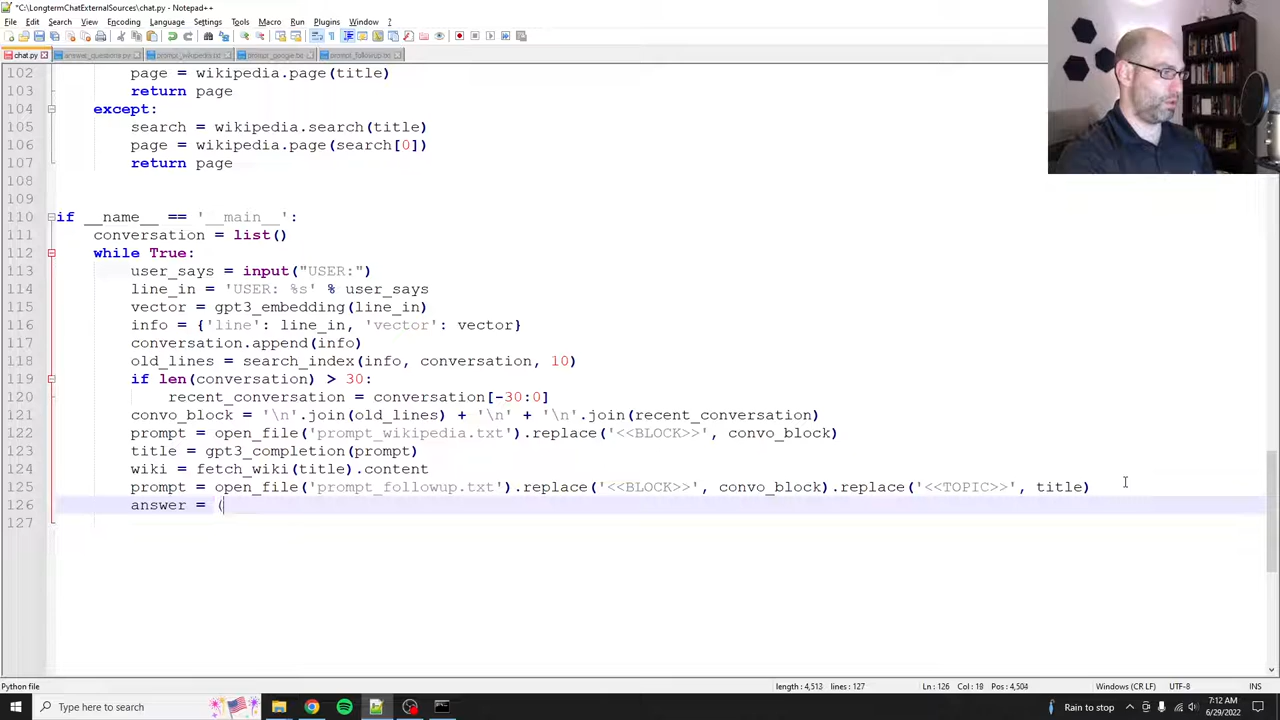 *C:\LongtermChatExternalSources\chat.py - Notepad++
File Edit Search View Encoding Language Settings Tools Macro Run Plugins Window ?
chat.py answer_questions.py prompt_wikipedia.txt prompt_google.txt prompt_followup.txt
102 page = wikipedia.page(title)
103 return page
104 except:
105 search = wikipedia.search(title)
106 page = wikipedia.page(search[0])
107 return page
108
109
110 if __name__ == '__main__':
111 conversation = list()
112 while True:
113 user_says = input("USER:")
114 line_in = 'USER: %s' % user_says
115 vector = gpt3_embedding(line_in)
116 info = {'line': line_in, 'vector': vector}
117 conversation.append(info)
118 old_lines = search_index(info, conversation, 10)
119 if len(conversation) > 30:
120 recent_conversation = conversation[-30:0]
121 convo_block = '\n'.join(old_lines) + '\n' + '\n'.join(recent_conversation)
122 prompt = open_file('prompt_wikipedia.txt').replace('<<BLOCK>>', convo_block)
123 title = gpt3_completion(prompt)
124 wiki = fetch_wiki(title).content
125 prompt = open_file('prompt_followup.txt').replace('<<BLOCK>>', convo_block).replace('<<TOPIC>>', title)
126 answer = (
127
Python file length : 4,513 lines : 127 Ln : 126 Col : 18 Pos : 4,504 Windows (CR LF) UTF-8 INS
Type here to search Rain to stop 7:12 AM
6/29/2022